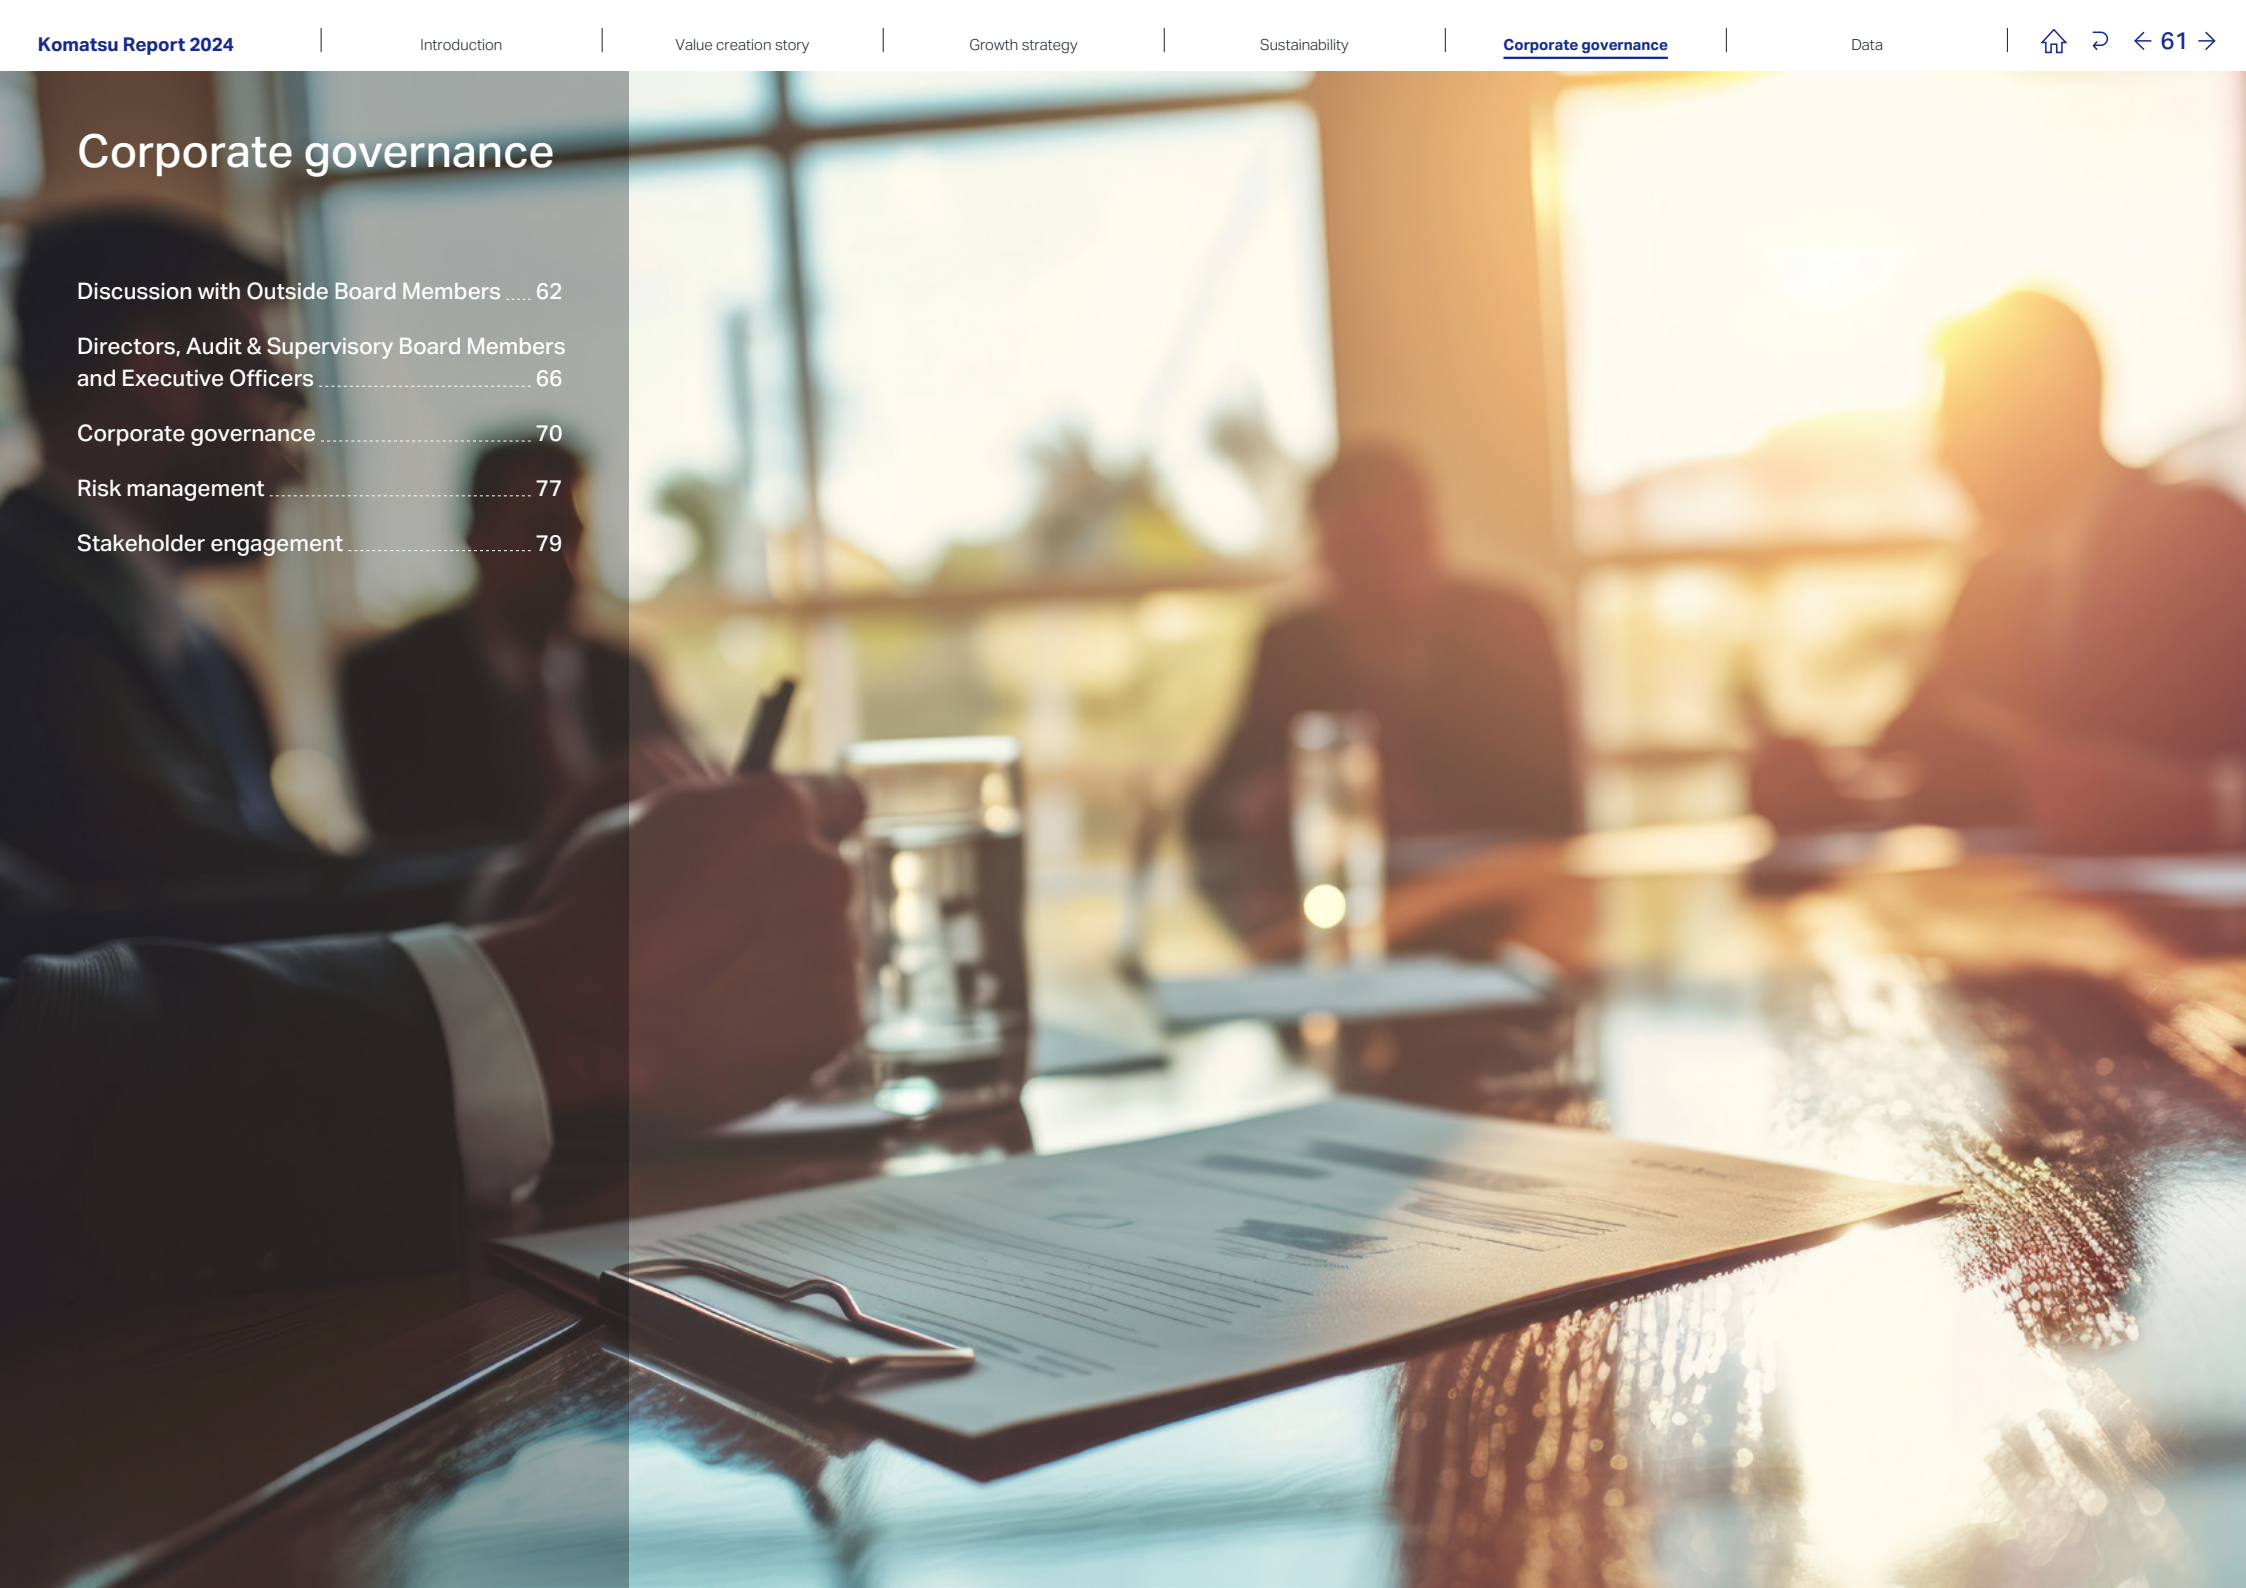 Komatsu Report 2024
Introduction
Value creation story
Growth strategy
Sustainability
Corporate governance
Data
61
Corporate governance
Discussion with Outside Board Members ..... 62
Directors, Audit & Supervisory Board Members
and Executive Officers ..... 66
Corporate governance ..... 70
Risk management ..... 77
Stakeholder engagement ..... 79